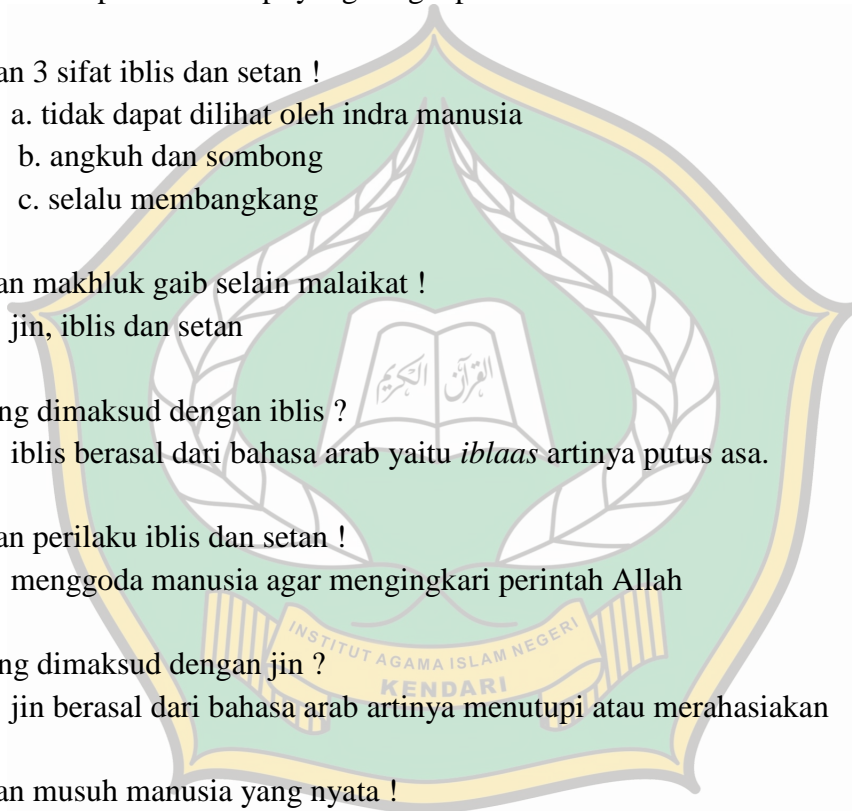 an 3 sifat iblis dan setan !
a. tidak dapat dilihat oleh indra manusia
b. angkuh dan sombong
c. selalu membangkang
an makhluk gaib selain malaikat !
jin, iblis dan setan
القرآن الكريم
ng dimaksud dengan iblis ?
iblis berasal dari bahasa arab yaitu iblaas artinya putus asa.
an perilaku iblis dan setan !
menggoda manusia agar mengingkari perintah Allah
INSTITUT AGAMA ISLAM NEGERI
KENDARI
ng dimaksud dengan jin ?
jin berasal dari bahasa arab artinya menutupi atau merahasiakan
an musuh manusia yang nyata !